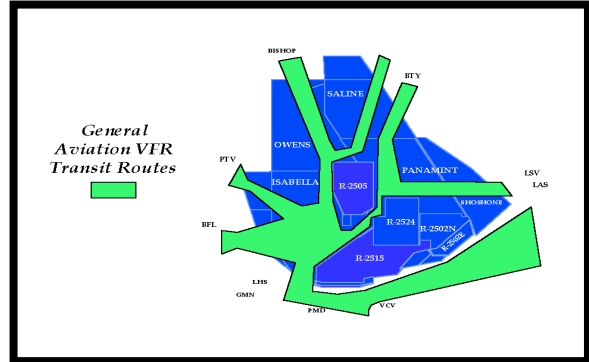 BISHOP
BTY
SALINE
General
Aviation VFR
Transit Routes
OWENS
PTV
PANAMINT
LSV
ISABELLA
R-2505
LAS
SHOSHONE
BFL
R-2524
R-2502N
R-2502E
R-2515
LHS
GMN
PMD
VCV